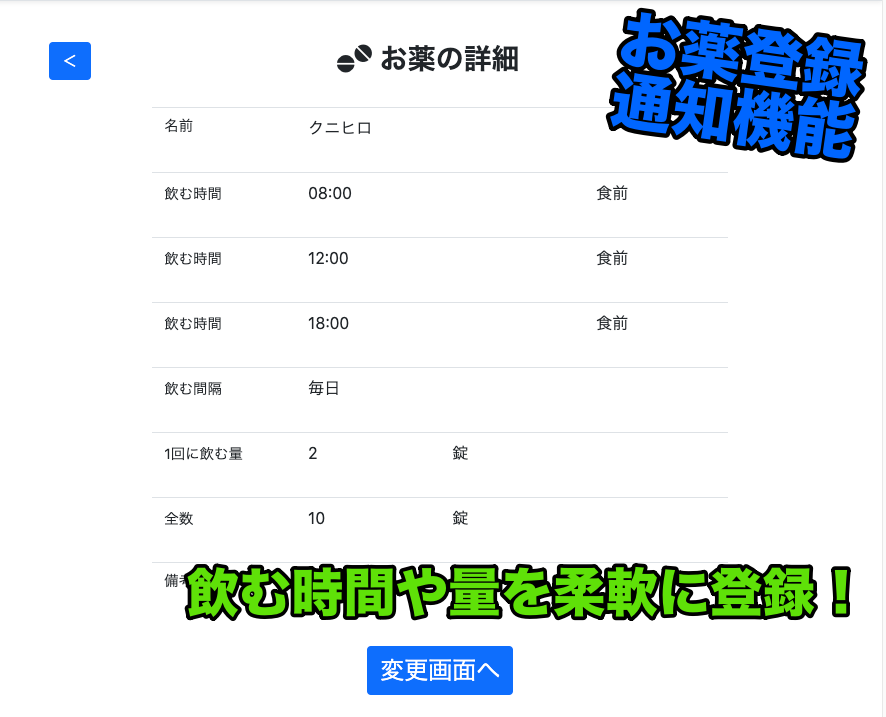 <
お薬の詳細
お薬登録
通知機能
名前 クニヒロ
飲む時間 08:00 食前
飲む時間 12:00 食前
飲む時間 18:00 食前
飲む間隔 毎日
1回に飲む量 2 錠
全数 10 錠
備考
飲む時間や量を柔軟に登録！
変更画面へ